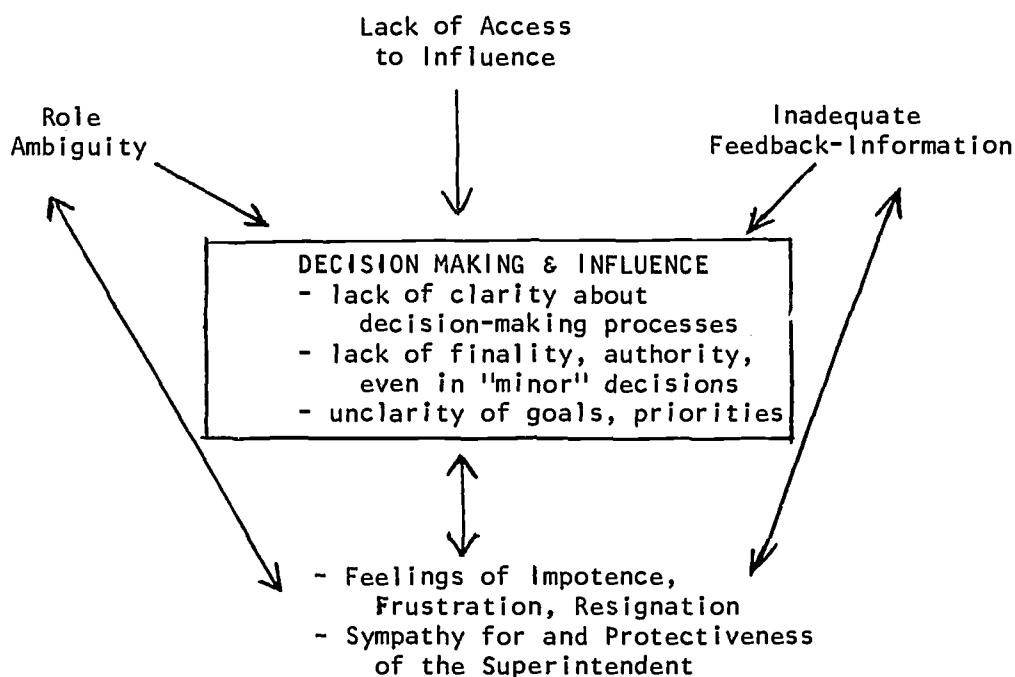 Lack of Access
to Influence
Role
Ambiguity
Inadequate
Feedback-Information
DECISION MAKING & INFLUENCE
- lack of clarity about
decision-making processes
- lack of finality, authority,
even in "minor" decisions
- unclarity of goals, priorities
- Feelings of Impotence,
Frustration, Resignation
- Sympathy for and Protectiveness
of the Superintendent